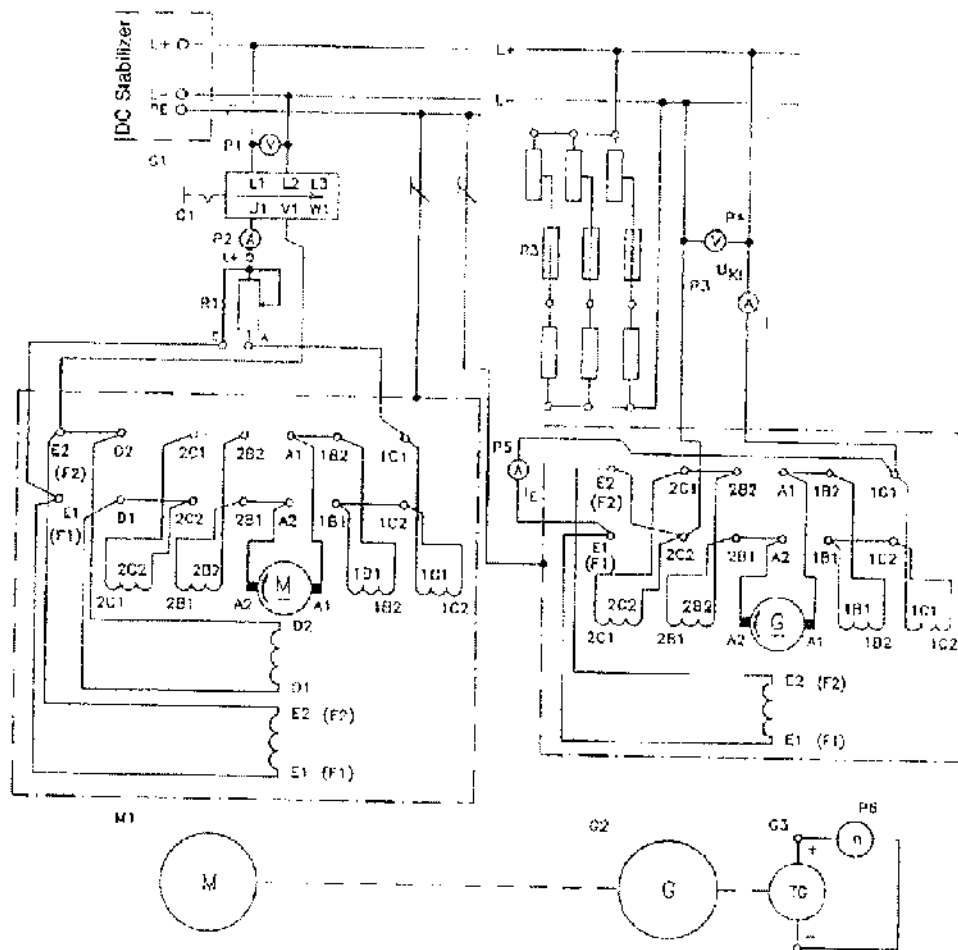 DC Stabilizer
L+
L-
PE
G1
L+
L-
P1
V
L1 L2 L3
V1 W1
Q1
P2
A
R1
A
R3
P4
V
R3
A
I
E2
(F2)
D2
2C1
2B2
A1
1B2
1C1
E1
(F1)
D1
2C2
2B1
A2
1B1
1C2
2C2
2C1
2B2
2B1
M
A2
A1
1B1
1B2
1C1
1C2
D2
D1
E2 (F2)
E1 (F1)
M1
P5
A
IE
E2
(F2)
2C1
2B2
A1
1B2
1C1
E1
(F1)
2C2
2B1
A2
1B1
1C2
2C2
2C1
2B2
2B1
G
A2
A1
1B1
1B2
1C1
1C2
E2 (F2)
E1 (F1)
M
G2
G
G3
+
TG
-
P6
n